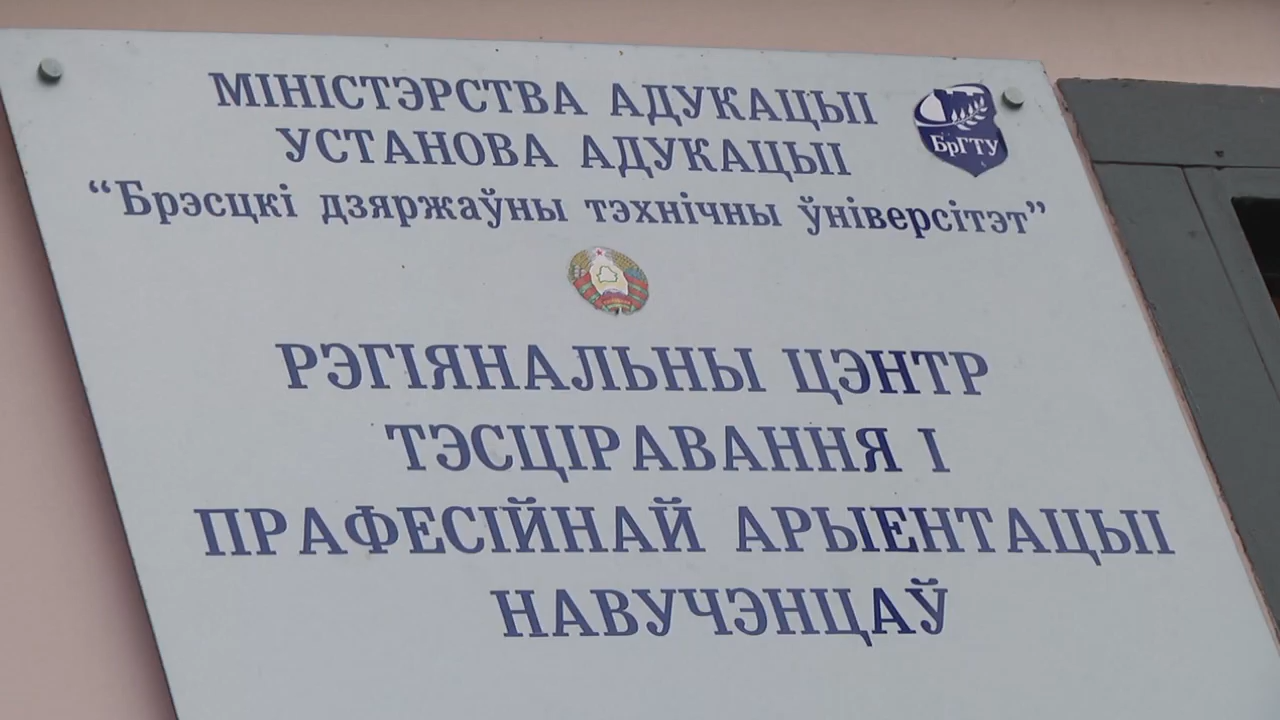 МІНІСТЭРСТВА АДУКАЦЫІ
УСТАНОВА АДУКАЦЫІ
БрГТУ
“Брэсцкі дзяржаўны тэхнічны ўніверсітэт”
РЭГІЯНАЛЬНЫ ЦЭНТР
ТЭСЦІРАВАННЯ І
ПРАФЕСІЙНАЙ АРЫЕНТАЦЫІ
НАВУЧЭНЦАЎ